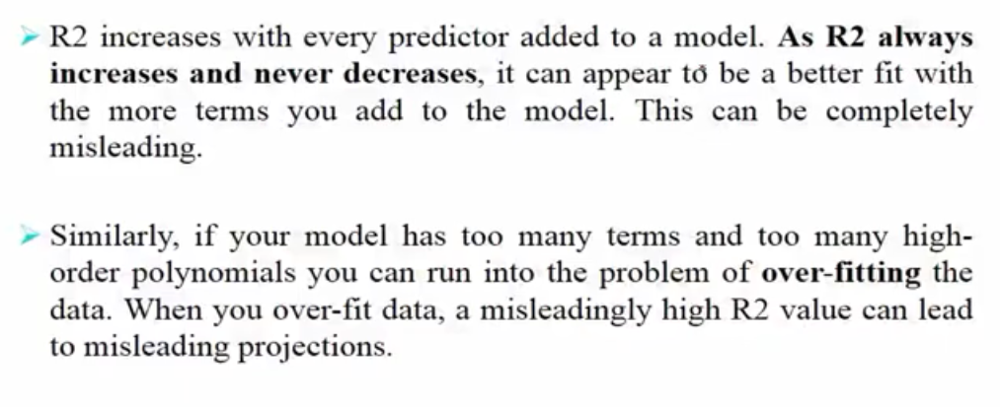 R2 increases with every predictor added to a model. As R2 always
increases and never decreases, it can appear to be a better fit with
the more terms you add to the model. This can be completely
misleading.
Similarly, if your model has too many terms and too many high-
order polynomials you can run into the problem of over-fitting the
data. When you over-fit data, a misleadingly high R2 value can lead
to misleading projections.